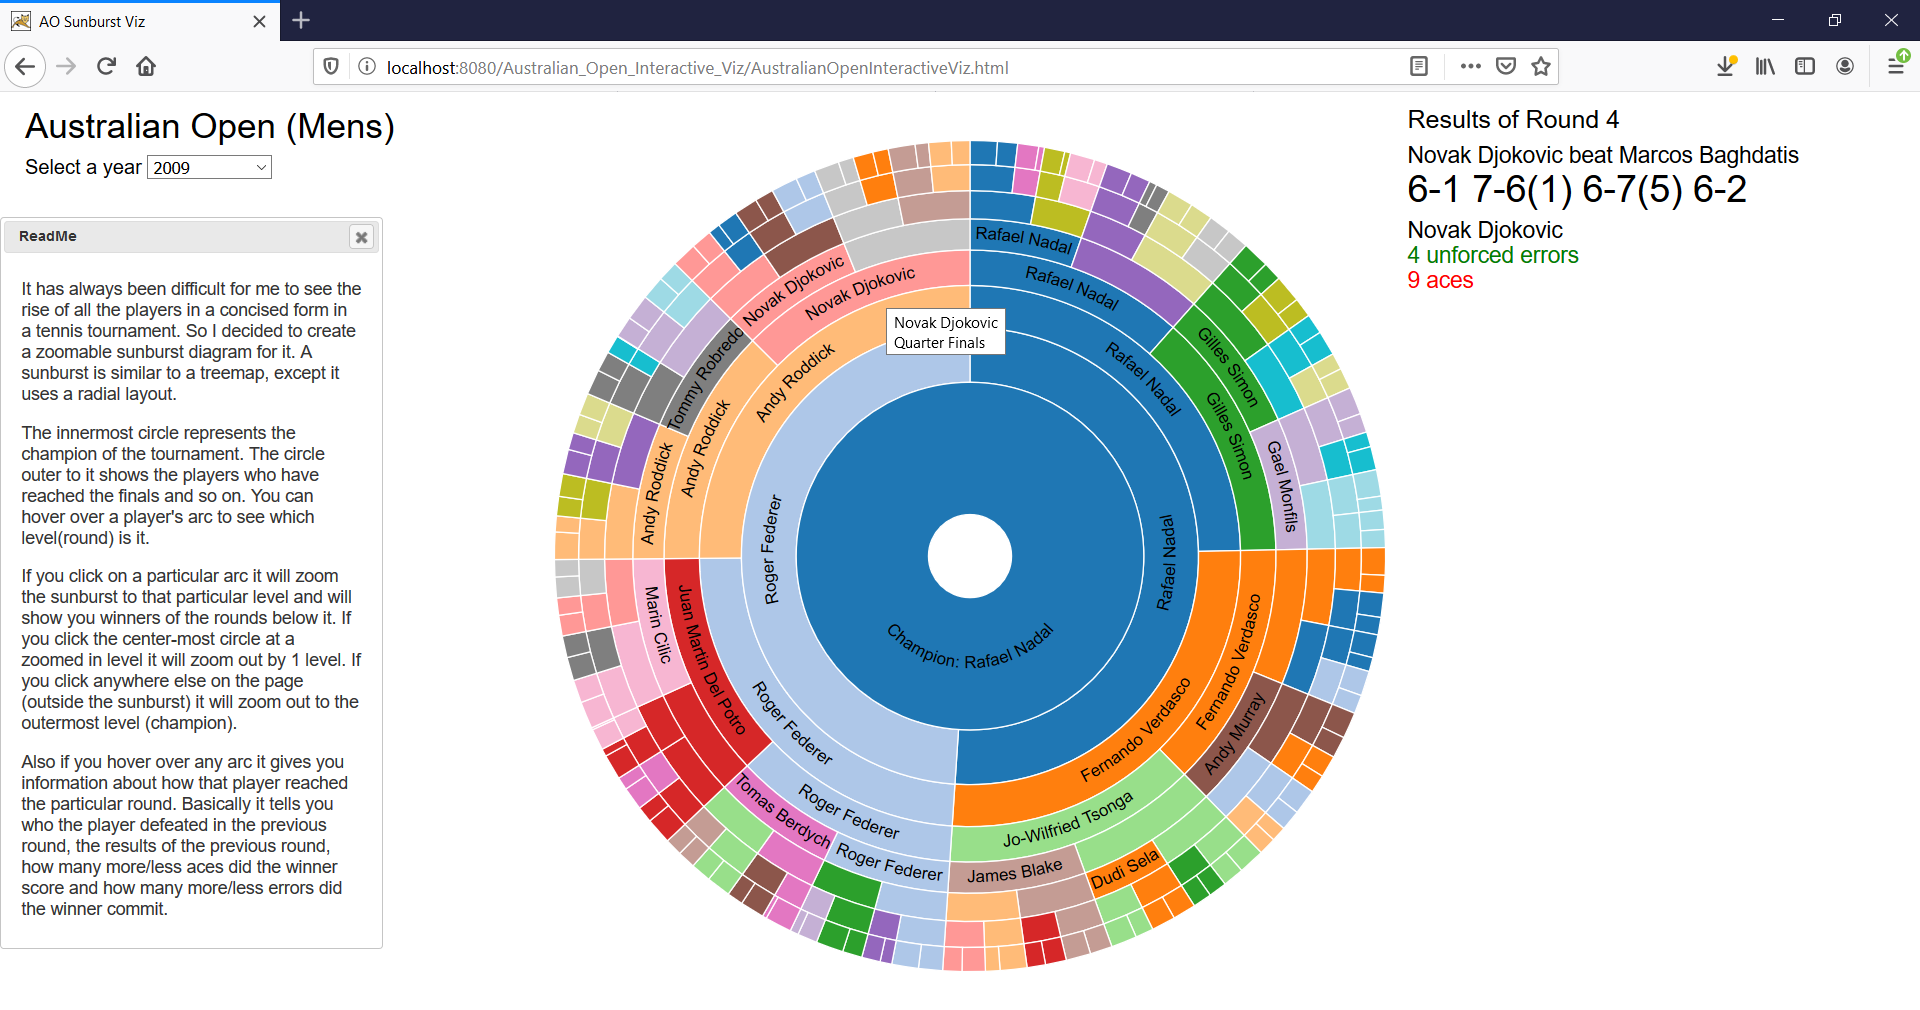 AO Sunburst Viz
localhost:8080/Australian_Open_Interactive_Viz/AustralianOpenInteractiveViz.html
Australian Open (Mens)
Select a year 2009
ReadMe
It has always been difficult for me to see the
rise of all the players in a concised form in
a tennis tournament. So I decided to create
a zoomable sunburst diagram for it. A
sunburst is similar to a treemap, except it
uses a radial layout.
The innermost circle represents the
champion of the tournament. The circle
outer to it shows the players who have
reached the finals and so on. You can
hover over a player's arc to see which
level(round) is it.
If you click on a particular arc it will zoom
the sunburst to that particular level and will
show you winners of the rounds below it. If
you click the center-most circle at a
zoomed in level it will zoom out by 1 level. If
you click anywhere else on the page
(outside the sunburst) it will zoom out to the
outermost level (champion).
Also if you hover over any arc it gives you
information about how that player reached
the particular round. Basically it tells you
who the player defeated in the previous
round, the results of the previous round,
how many more/less aces did the winner
score and how many more/less errors did
the winner commit.
Rafael Nadal
Rafael Nadal
Rafael Nadal
Rafael Nadal
Champion: Rafael Nadal
Gilles Simon
Gilles Simon
Gael Monfils
Fernando Verdasco
Fernando Verdasco
Andy Murray
Jo-Wilfried Tsonga
Dudi Sela
James Blake
Roger Federer
Roger Federer
Roger Federer
Roger Federer
Tomas Berdych
Juan Martin Del Potro
Marin Cilic
Andy Roddick
Andy Roddick
Andy Roddick
Tommy Robredo
Novak Djokovic
Novak Djokovic
Novak Djokovic
Quarter Finals
Results of Round 4
Novak Djokovic beat Marcos Baghdatis
6-1 7-6(1) 6-7(5) 6-2
Novak Djokovic
4 unforced errors
9 aces